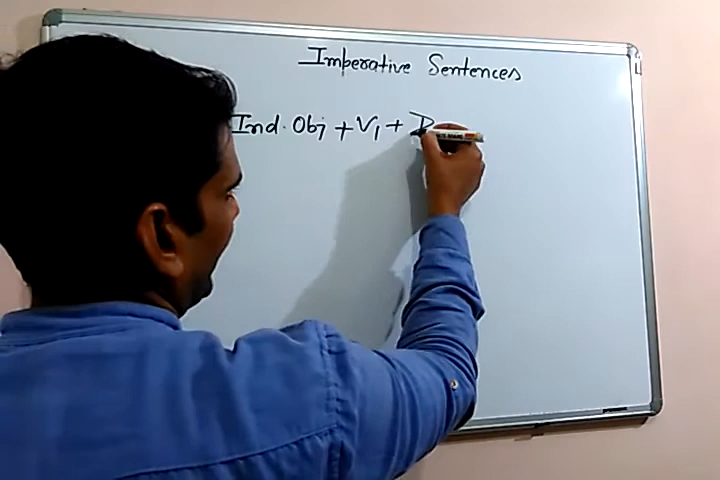 Imperative Sentences
Ind. Obj + V1 + D